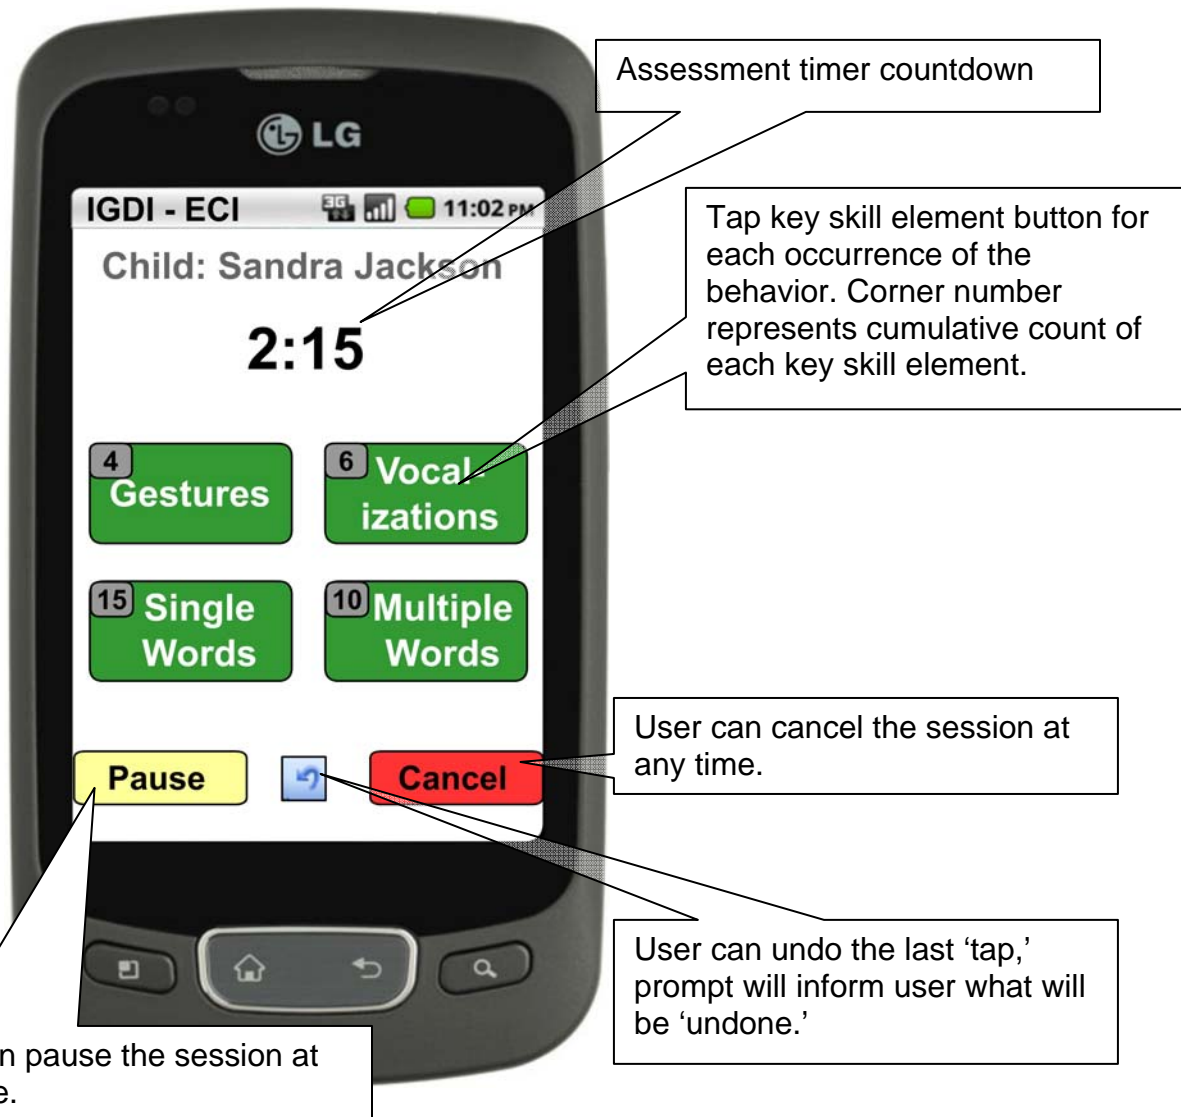 Assessment timer countdown
LG
IGDI - ECI
3G
11:02 PM
Child: Sandra Jackson
2:15
Tap key skill element button for
each occurrence of the
behavior. Corner number
represents cumulative count of
each key skill element.
4
Gestures
6
Vocal-
izations
15
Single
Words
10
Multiple
Words
User can cancel the session at
any time.
Pause
Cancel
User can undo the last ‘tap,’
prompt will inform user what will
be ‘undone.’
pause the session at